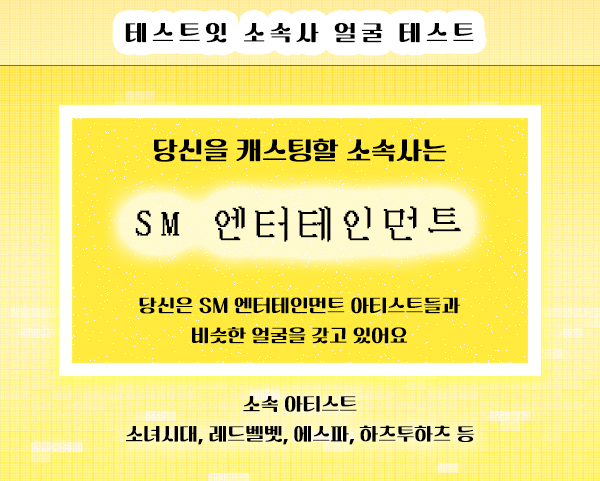 테스트잇 소속사 얼굴 테스트
당신을 캐스팅할 소속사는
SM 엔터테인먼트
당신은 SM 엔터테인먼트 아티스트들과
비슷한 얼굴을 갖고 있어요
소속 아티스트
소녀시대, 레드벨벳, 에스파, 하츠투하츠 등